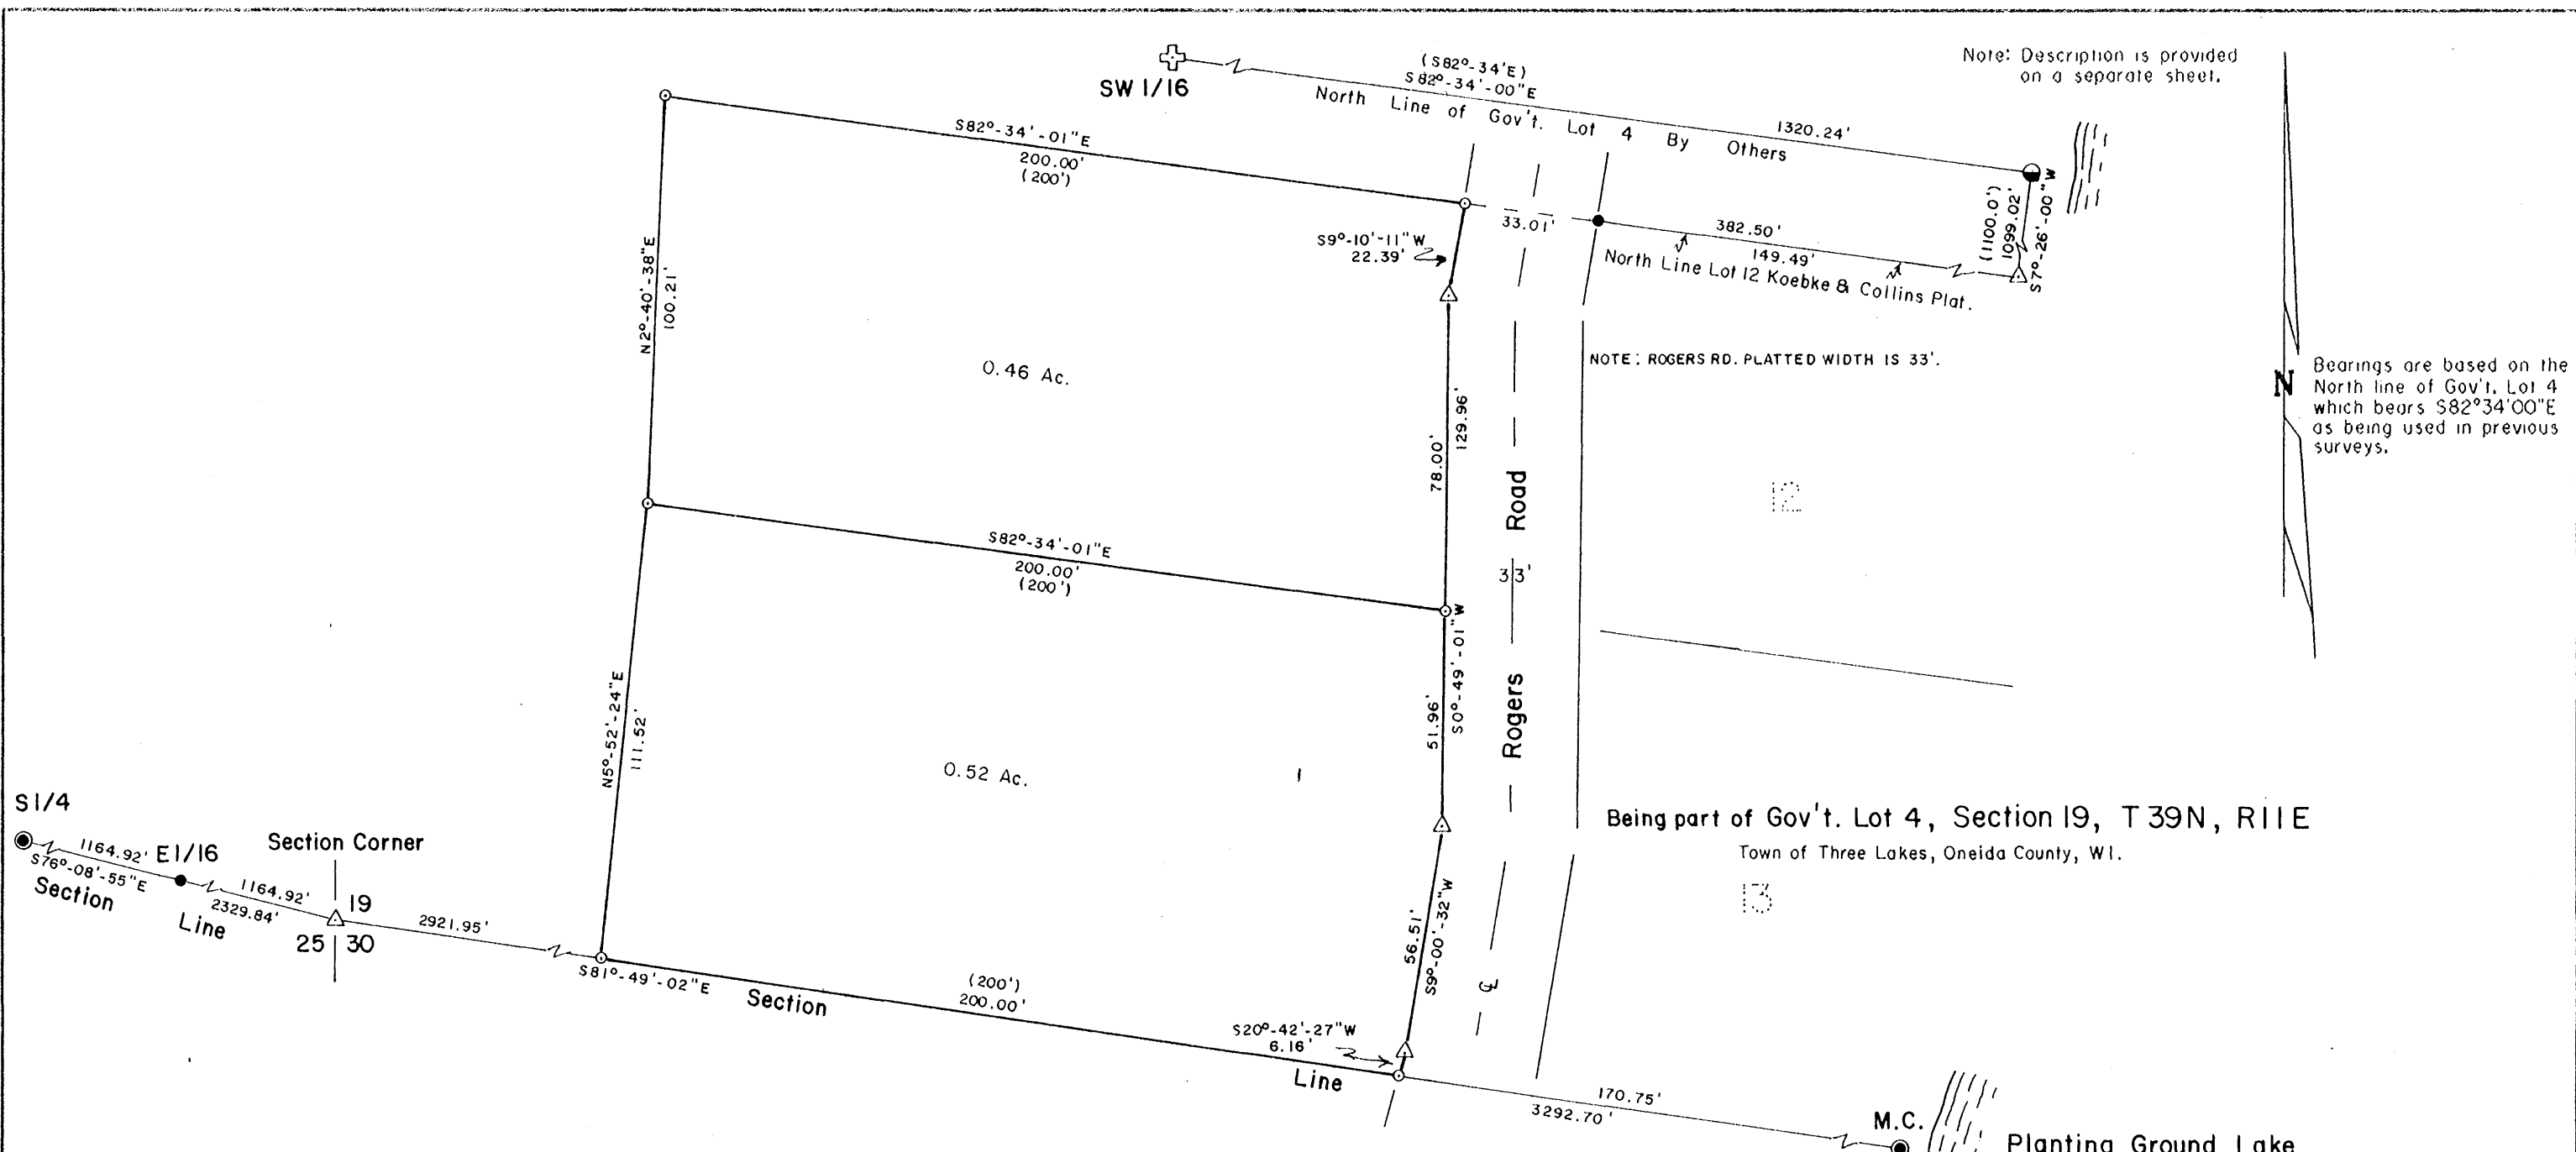 Note: Description is provided
on a separate sheet.
SW 1/16
(S82°-34'E)
S82°-34'-00"E
North Line of Gov't. Lot 4 By Others
1320.24'
S82°-34'-01"E
200.00'
(200')
33.01'
382.50'
149.49'
North Line Lot 12 Koebke & Collins Plat.
(1100.0')
1099.02'
S7°-26'-00"W
S9°-10'-11"W
22.39'
N2°-40'-38"E
100.21'
0.46 Ac.
78.00'
129.96'
NOTE: ROGERS RD. PLATTED WIDTH IS 33'.
N
Bearings are based on the
North line of Gov't. Lot 4
which bears S82°34'00"E
as being used in previous
surveys.
12
S82°-34'-01"E
200.00'
(200')
Rogers Road
33'
S0°-49'-01"W
51.96'
N5°-52'-24"E
111.52'
0.52 Ac.
Being part of Gov't. Lot 4, Section 19, T39N, R11E
Town of Three Lakes, Oneida County, WI.
13
S1/4
1164.92'
E1/16
S76°-08'-55"E
Section Line
1164.92'
2329.84'
Section Corner
19
25 30
2921.95'
S81°-49'-02"E
Section Line
(200')
200.00'
56.51'
S9°-00'-32"W
℄
S20°-42'-27"W
6.16'
170.75'
3292.70'
M.C.
Planting Ground Lake